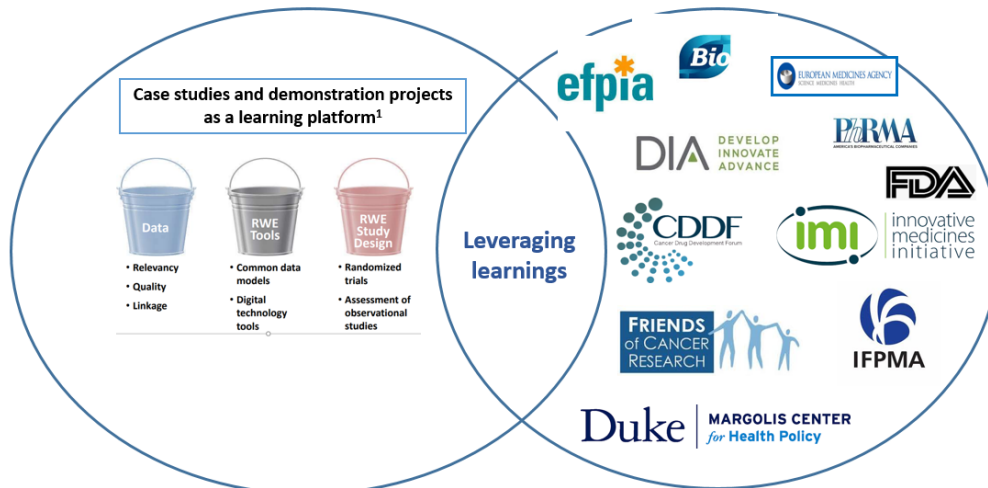 Case studies and demonstration projects
as a learning platform1
Data
RWE
Tools
RWE
Study
Design
• Relevancy
• Quality
• Linkage
• Common data
models
• Digital
technology
tools
• Randomized
trials
• Assessment of
observational
studies
Leveraging
learnings
efpia
Bio
EUROPEAN MEDICINES AGENCY
SCIENCE MEDICINES HEALTH
DIA
DEVELOP
INNOVATE
ADVANCE
PhRMA
AMERICA'S BIOPHARMACEUTICAL COMPANIES
FDA
CDDF
Cancer Drug Development Forum
imi
innovative
medicines
initiative
FRIENDS
of CANCER
RESEARCH
IFPMA
Duke
MARGOLIS CENTER
for Health Policy